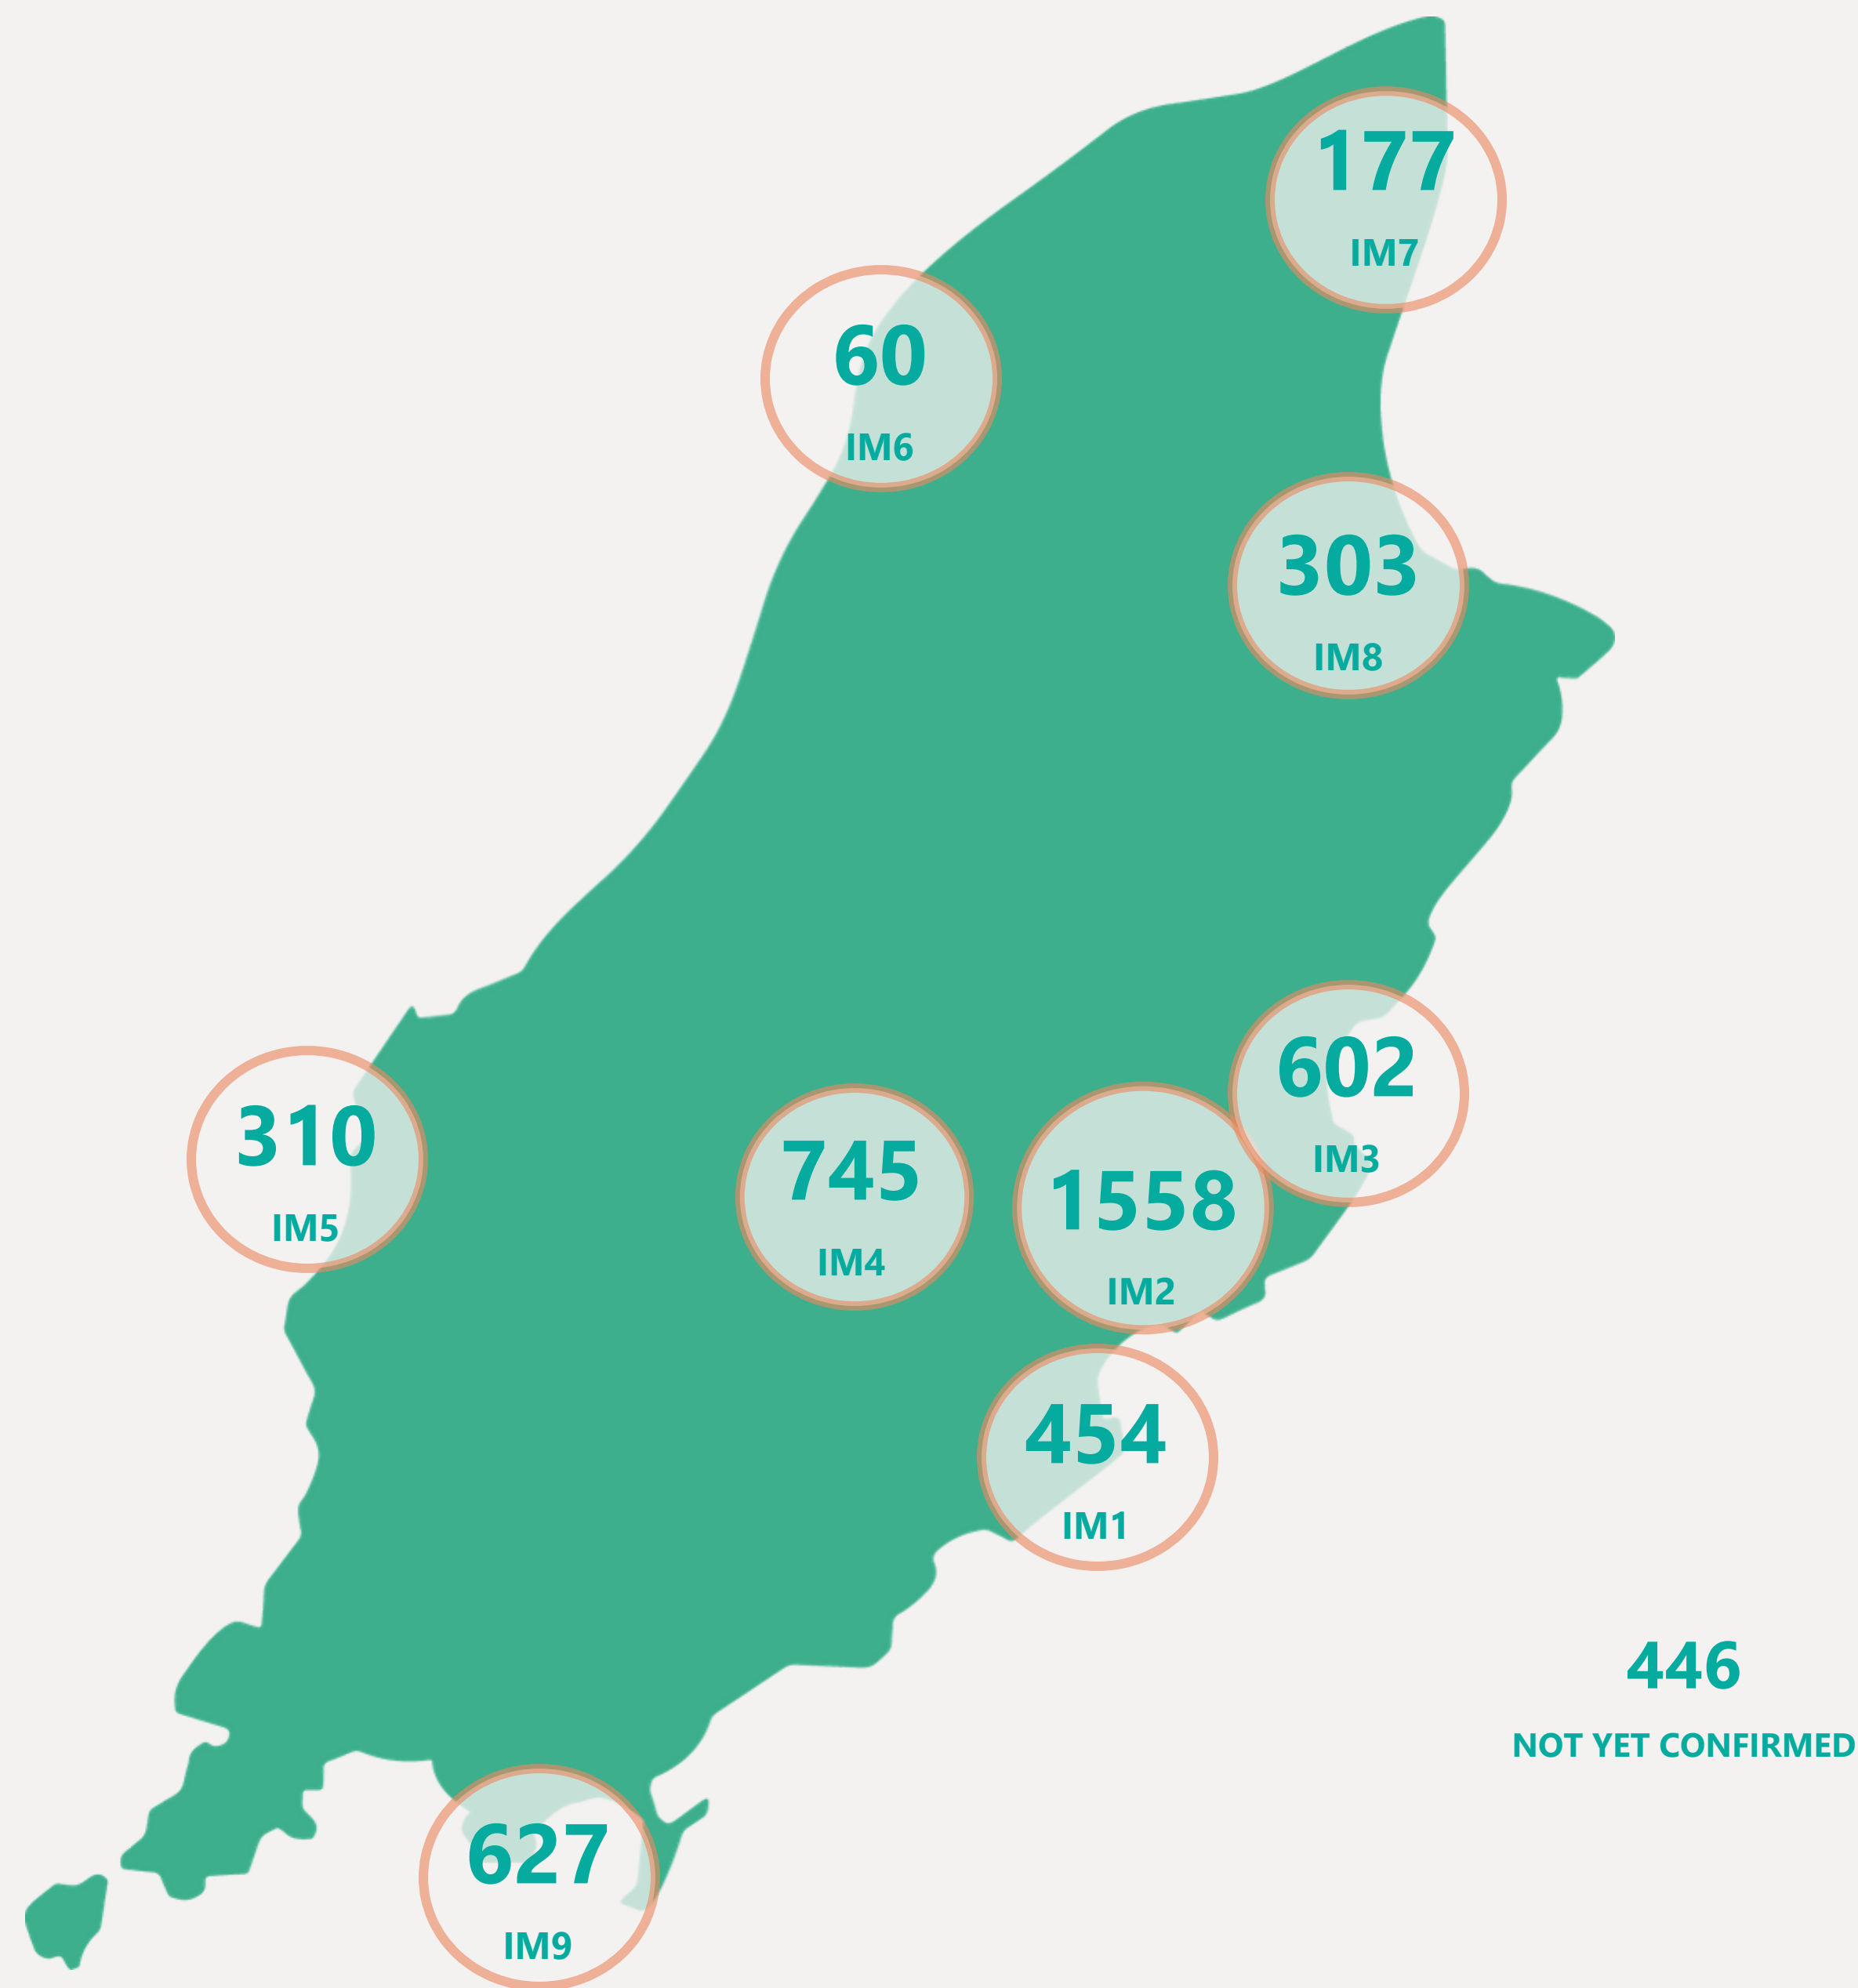 177
IM7
60
IM6
303
IM8
602
IM3
310
IM5
745
IM4
1558
IM2
454
IM1
446
NOT YET CONFIRMED
627
IM9